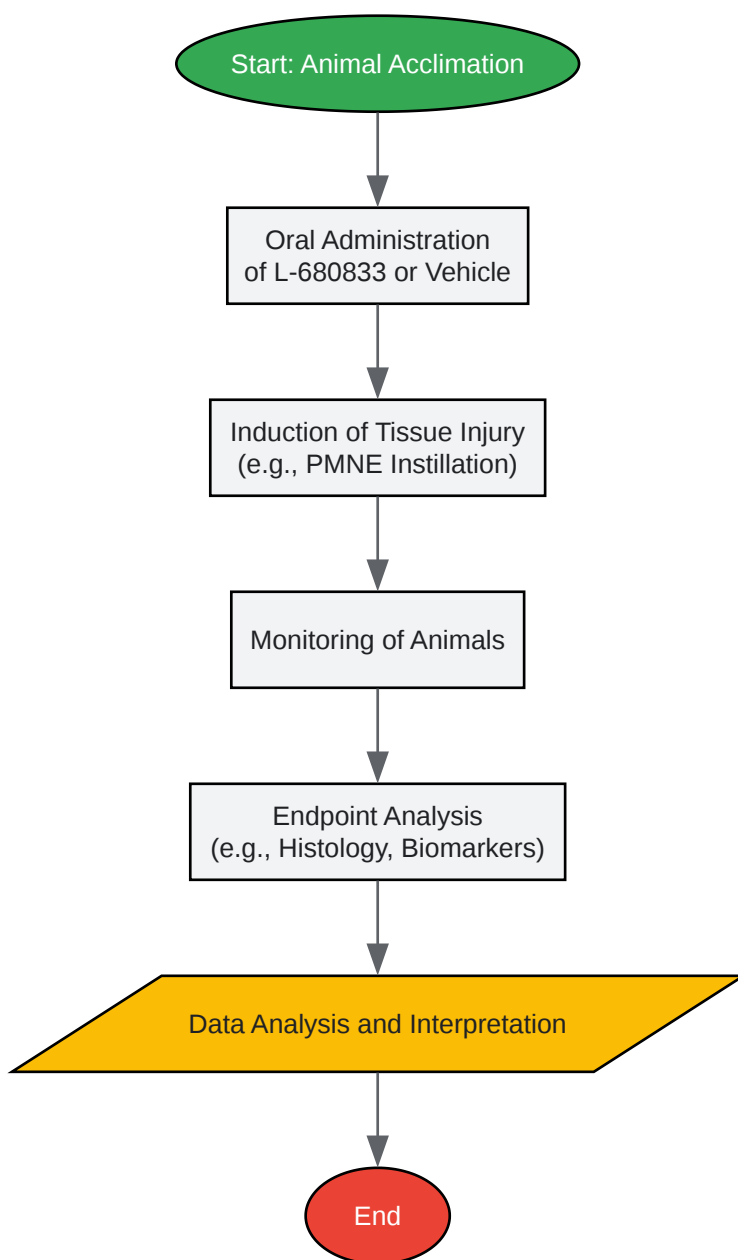 Start: Animal Acclimation
Oral Administration
of L-680833 or Vehicle
Induction of Tissue Injury
(e.g., PMNE Instillation)
Monitoring of Animals
Endpoint Analysis
(e.g., Histology, Biomarkers)
Data Analysis and Interpretation
End